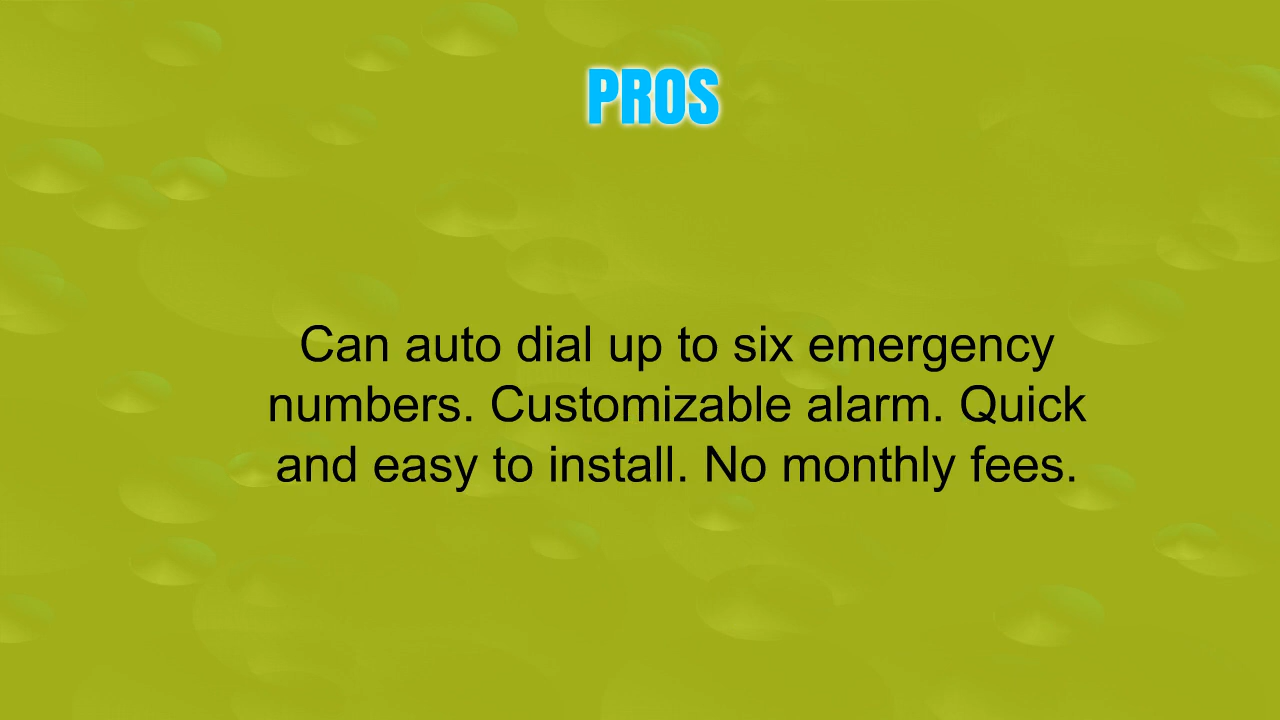 PROS
Can auto dial up to six emergency
numbers. Customizable alarm. Quick
and easy to install. No monthly fees.